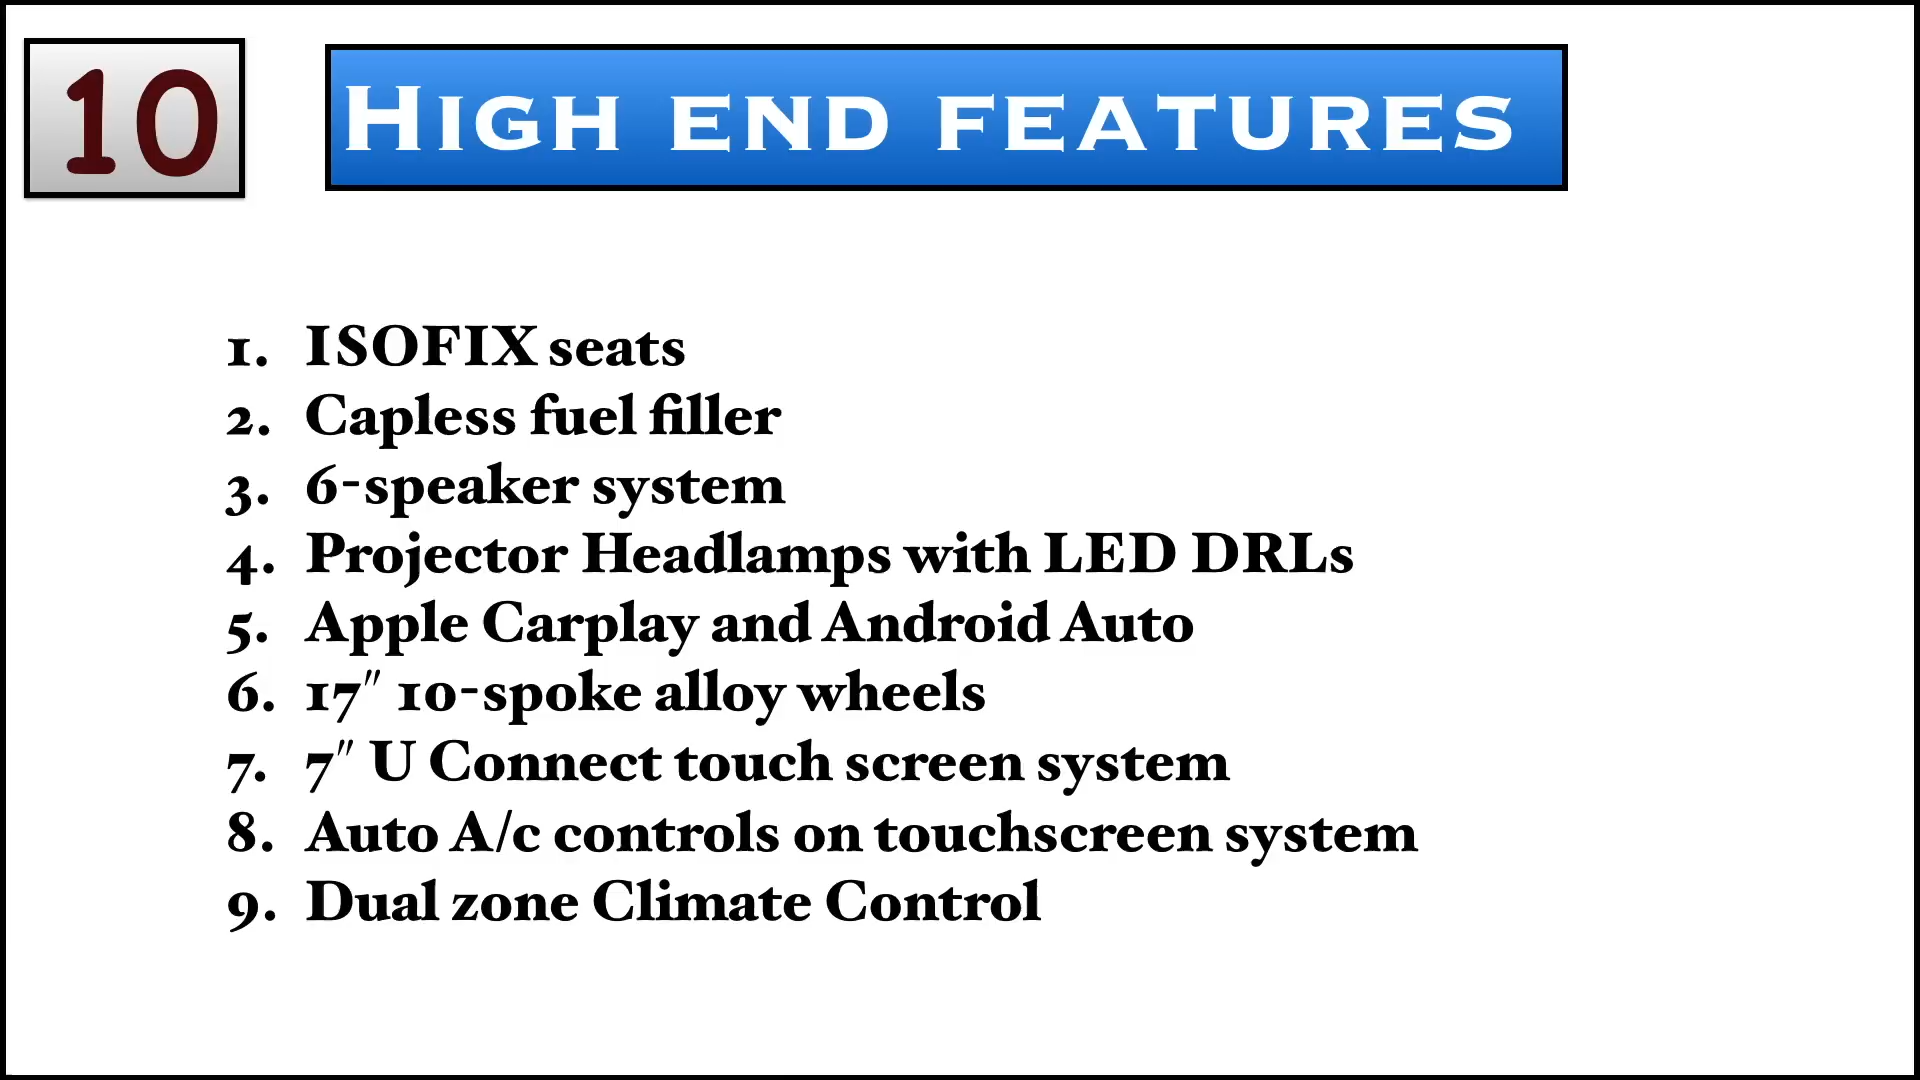 10
High end features
1. ISOFIX seats
2. Capless fuel filler
3. 6-speaker system
4. Projector Headlamps with LED DRLs
5. Apple Carplay and Android Auto
6. 17″ 10-spoke alloy wheels
7. 7″ U Connect touch screen system
8. Auto A/c controls on touchscreen system
9. Dual zone Climate Control